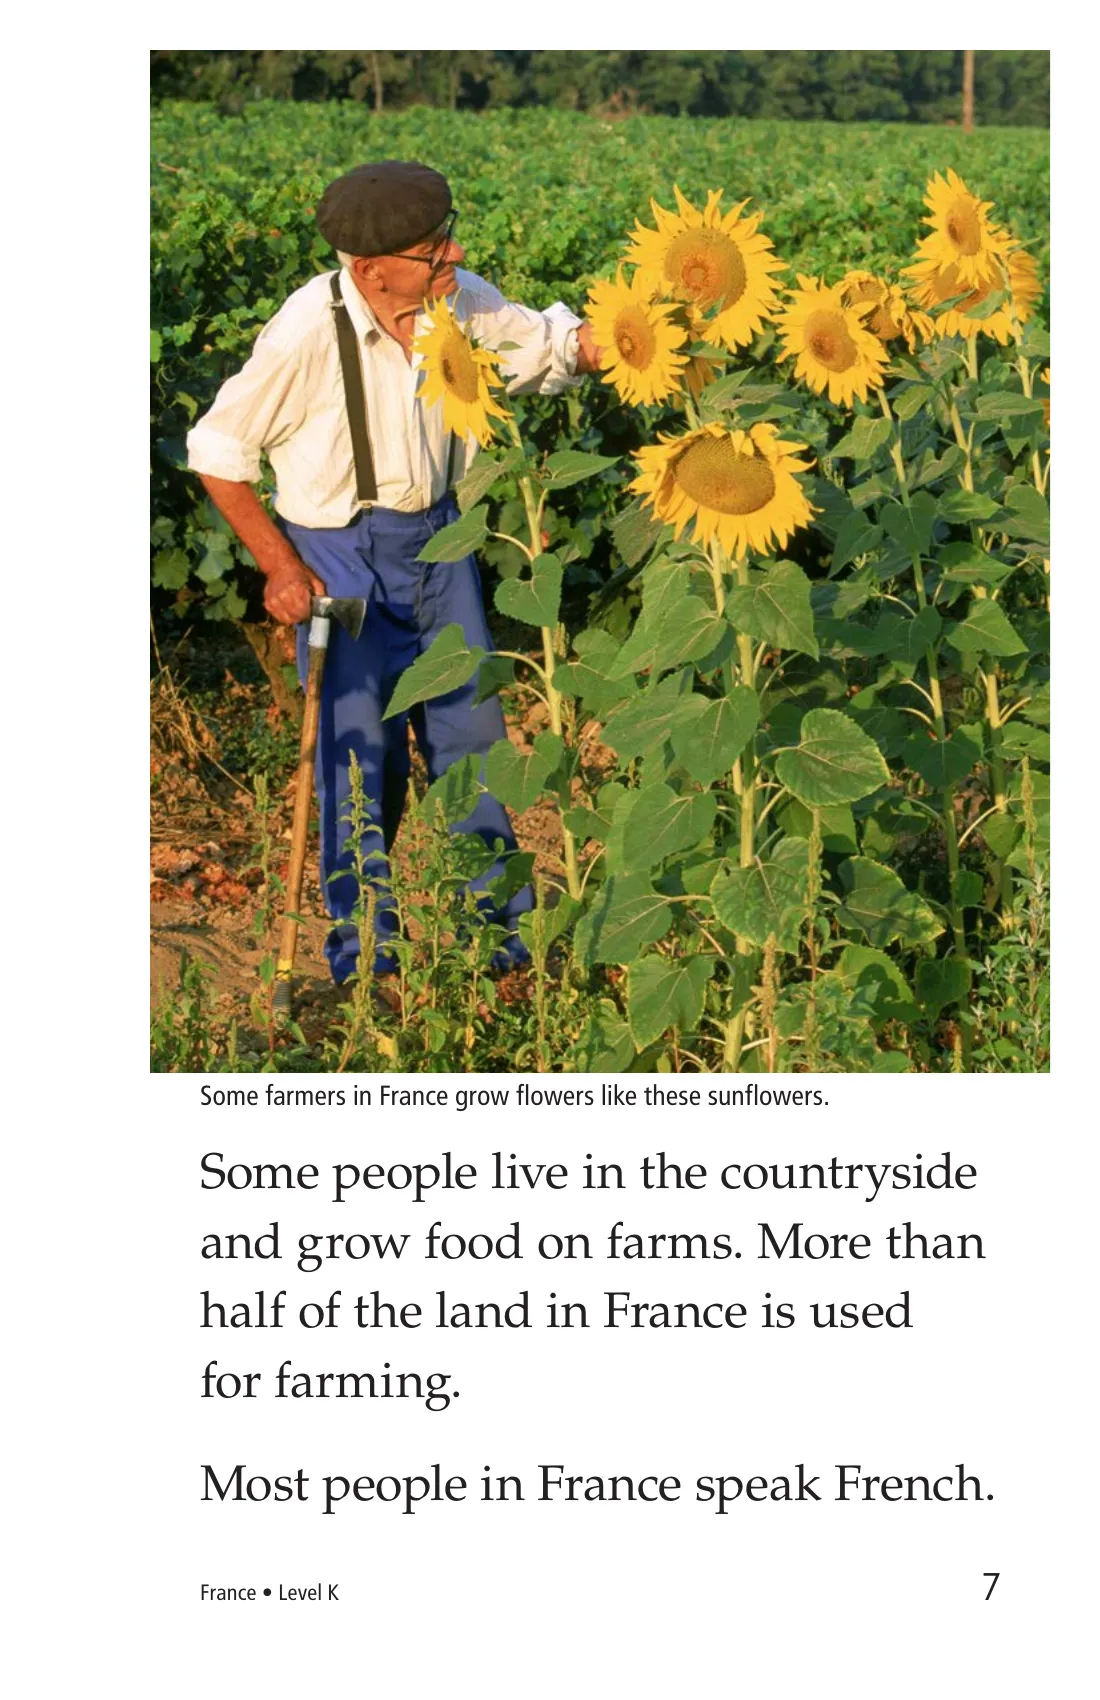 Some farmers in France grow flowers like these sunflowers.
Some people live in the countryside
and grow food on farms. More than
half of the land in France is used
for farming.
Most people in France speak French.
France • Level K
7